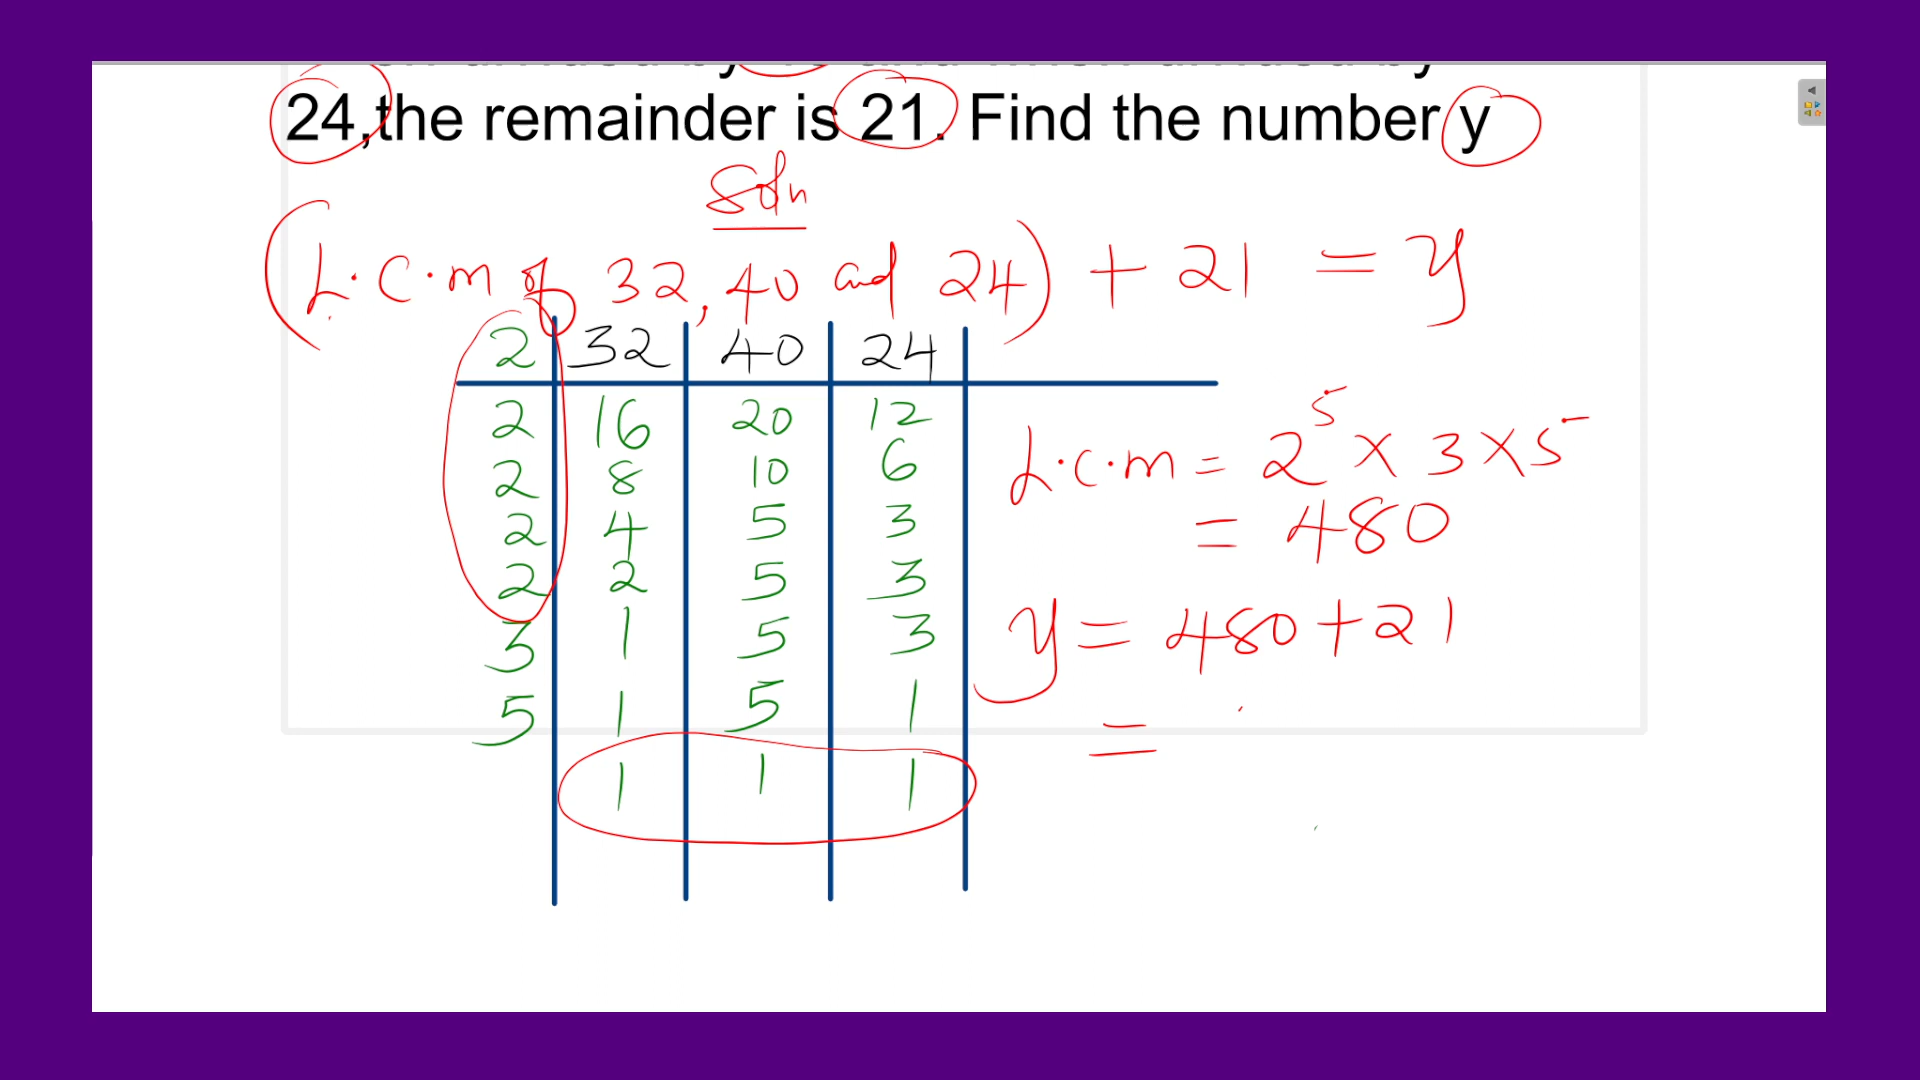 24,the remainder is 21. Find the number y
Soln
(L.C.m of 32, 40 and 24) + 21 = y
2 32 40 24
2 16 20 12
2 8 10 6
2 4 5 3
2 2 5 3
3 1 5 3
5 1 5 1
1 1 1
L.C.m = 2⁵ × 3 × 5
= 480
y = 480 + 21
=